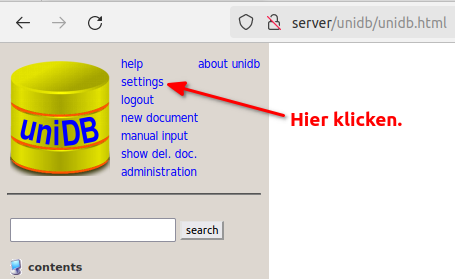 server/unidb/unidb.html
help about unidb
settings
logout
new document
manual input
show del. doc.
administration
uniDB
Hier klicken.
search
contents